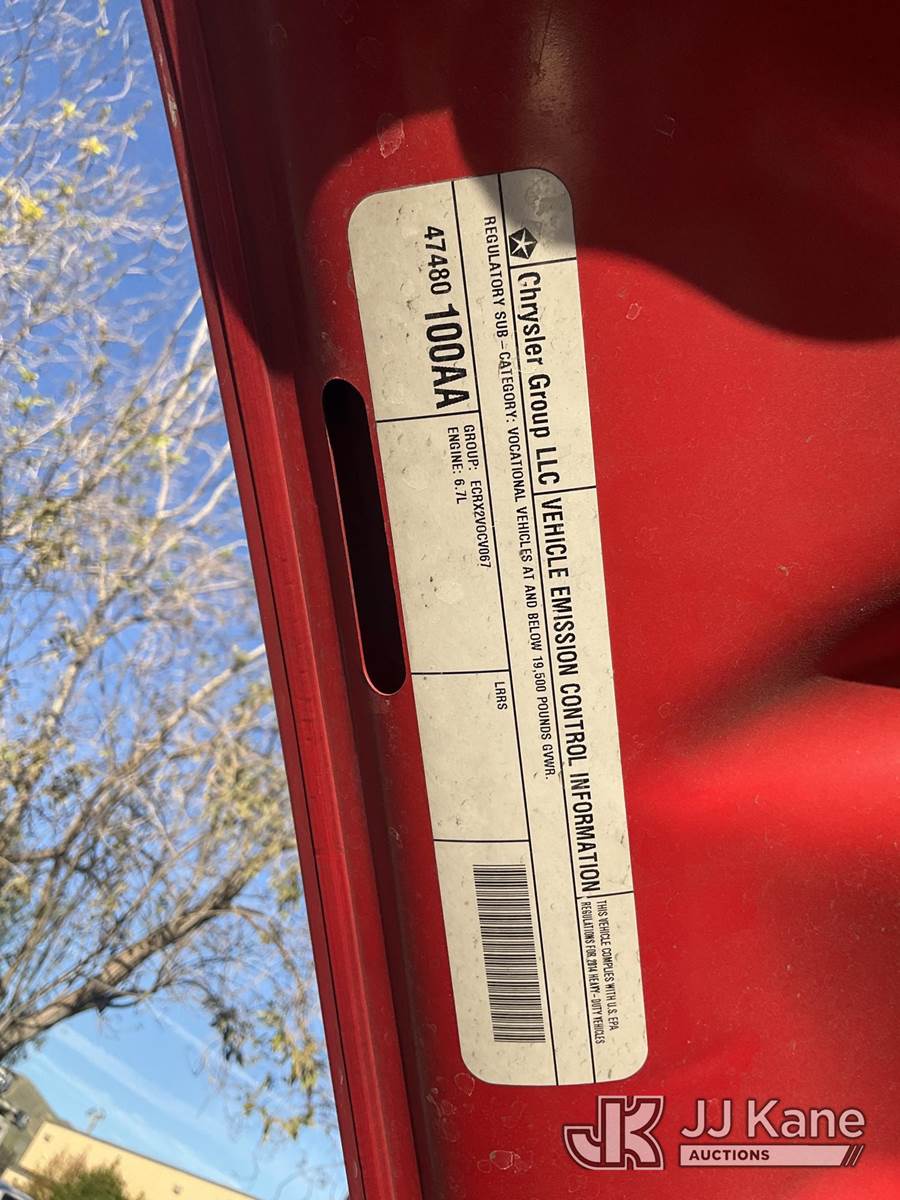 Chrysler Group LLC
VEHICLE EMISSION CONTROL INFORMATION
THIS VEHICLE COMPLIES WITH U.S. EPA
REGULATIONS FOR 2014 HEAVY-DUTY VEHICLES
REGULATORY SUB-CATEGORY: VOCATIONAL VEHICLES AT AND BELOW 19,500 POUNDS GVWR.
47480 100AA
GROUP: ECRX2VOCV067
ENGINE: 6.7L
LRRS
JK JJ Kane
AUCTIONS